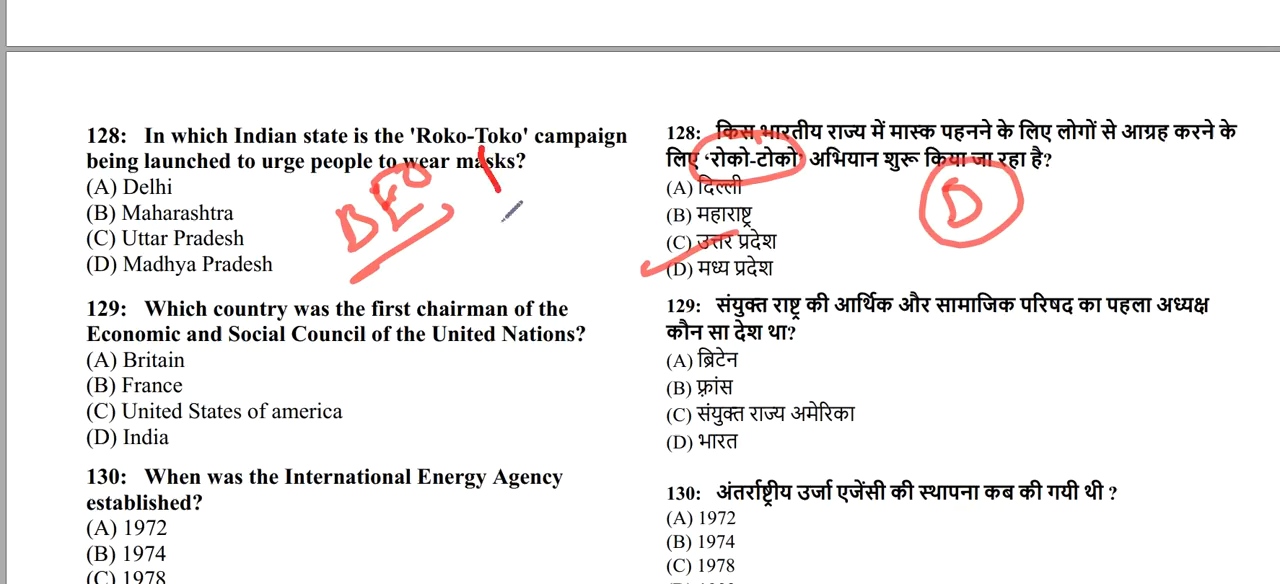 128: In which Indian state is the 'Roko-Toko' campaign
being launched to urge people to wear masks?
(A) Delhi
(B) Maharashtra
(C) Uttar Pradesh
(D) Madhya Pradesh
129: Which country was the first chairman of the
Economic and Social Council of the United Nations?
(A) Britain
(B) France
(C) United States of america
(D) India
130: When was the International Energy Agency
established?
(A) 1972
(B) 1974
(C) 1978
128: किस भारतीय राज्य में मास्क पहनने के लिए लोगों से आग्रह करने के
लिए ‘रोको-टोको’ अभियान शुरू किया जा रहा है?
(A) दिल्ली
(B) महाराष्ट्र
(C) उत्तर प्रदेश
(D) मध्य प्रदेश
D
129: संयुक्त राष्ट्र की आर्थिक और सामाजिक परिषद का पहला अध्यक्ष
कौन सा देश था?
(A) ब्रिटेन
(B) फ़्रांस
(C) संयुक्त राज्य अमेरिका
(D) भारत
130: अंतर्राष्ट्रीय उर्जा एजेंसी की स्थापना कब की गयी थी ?
(A) 1972
(B) 1974
(C) 1978